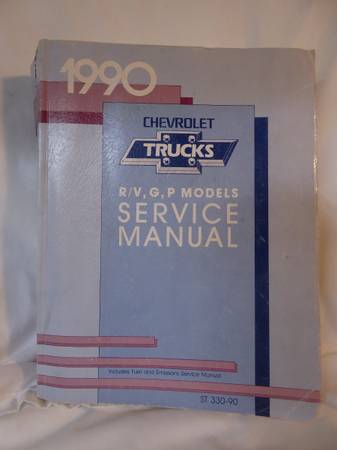 1990
CHEVROLET
TRUCKS
R/V, G, P MODELS
SERVICE
MANUAL
Includes Fuel and Emissions Service Manual
ST 330-90